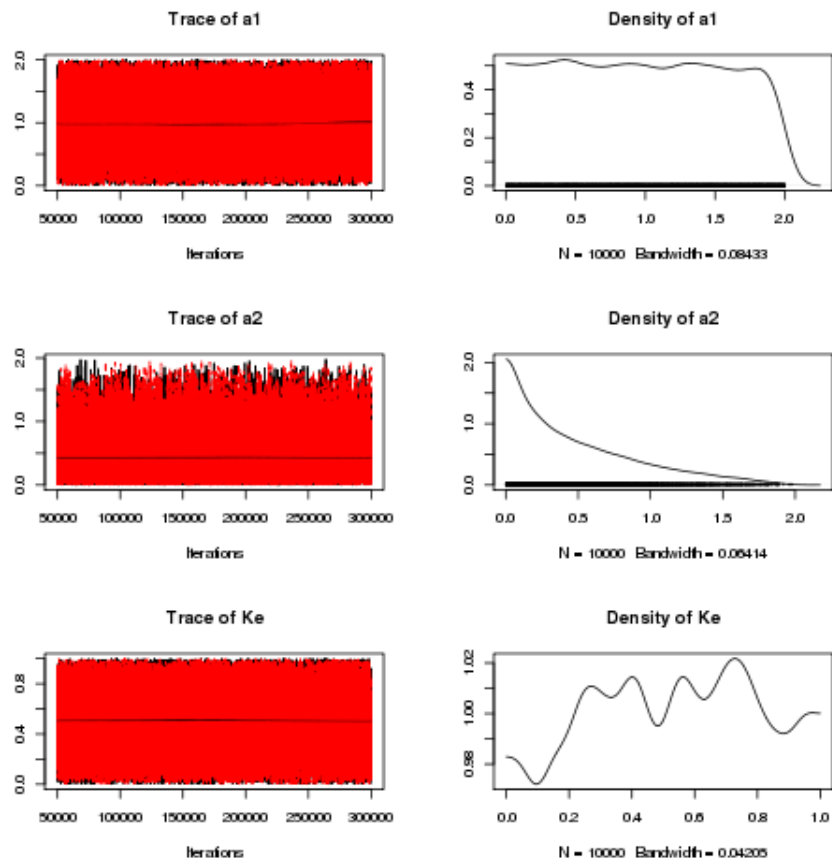 Trace of a1
Density of a1
0.0 1.0 2.0
50000 100000 150000 200000 250000 300000
Iterations
0.0 0.2 0.4
0.0 0.5 1.0 1.5 2.0
N = 10000 Bandwidth = 0.08433
Trace of a2
Density of a2
0.0 1.0 2.0
50000 100000 150000 200000 250000 300000
Iterations
0.0 1.0 2.0
0.0 0.5 1.0 1.5 2.0
N = 10000 Bandwidth = 0.06414
Trace of Ke
Density of Ke
0.0 0.4 0.8
50000 100000 150000 200000 250000 300000
Iterations
0.98 1.00 1.02
0.0 0.2 0.4 0.6 0.8 1.0
N = 10000 Bandwidth = 0.04205